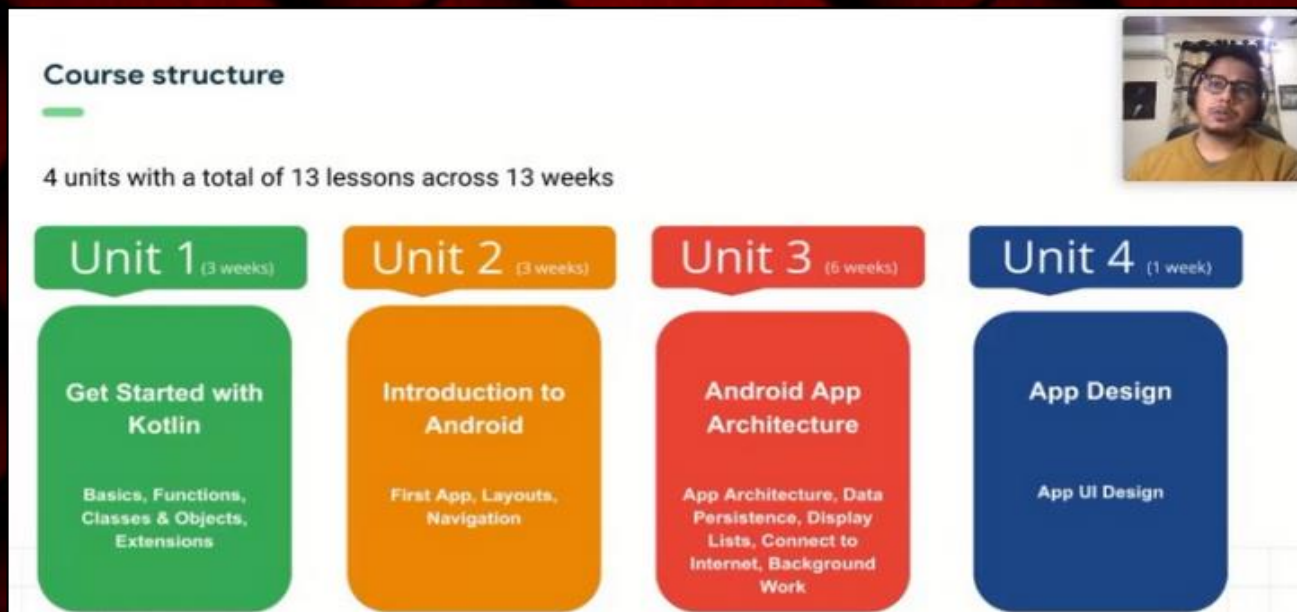 Course structure
4 units with a total of 13 lessons across 13 weeks
Unit 1 (3 weeks)
Get Started with
Kotlin
Basics, Functions,
Classes & Objects,
Extensions
Unit 2 (3 weeks)
Introduction to
Android
First App, Layouts,
Navigation
Unit 3 (6 weeks)
Android App
Architecture
App Architecture, Data
Persistence, Display
Lists, Connect to
Internet, Background
Work
Unit 4 (1 week)
App Design
App UI Design